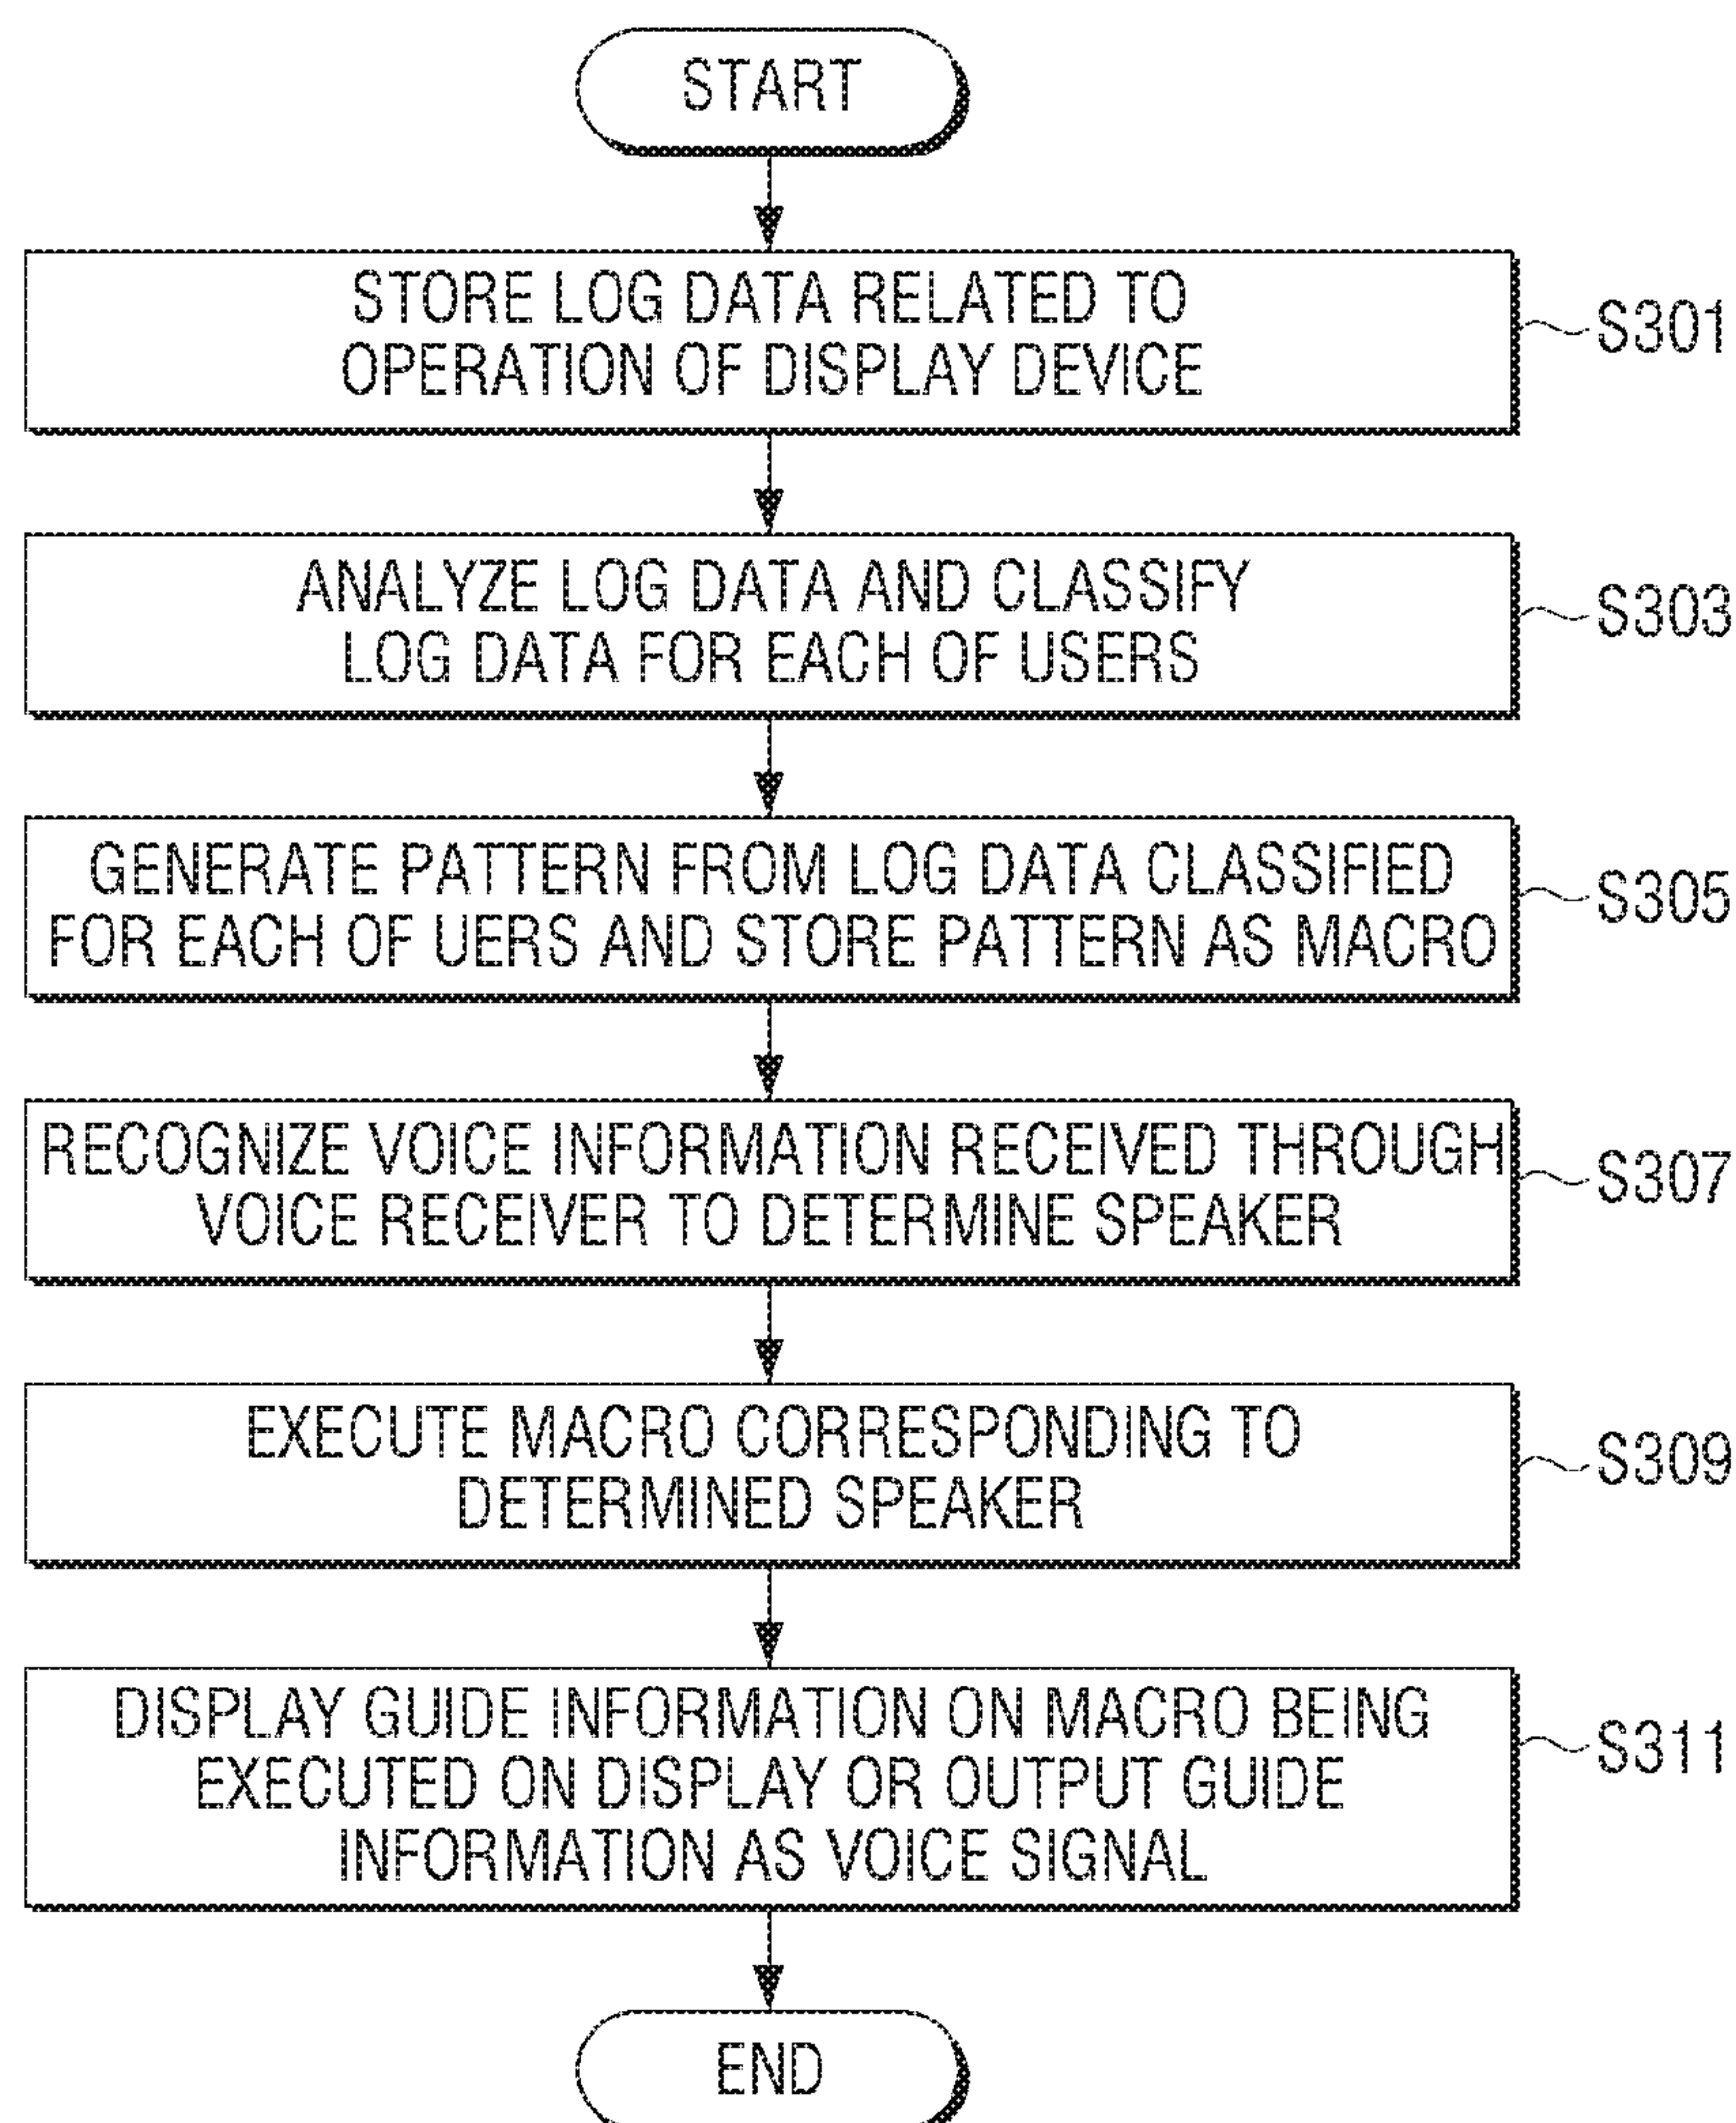 START
STORE LOG DATA RELATED TO
OPERATION OF DISPLAY DEVICE
S301
ANALYZE LOG DATA AND CLASSIFY
LOG DATA FOR EACH OF USERS
S303
GENERATE PATTERN FROM LOG DATA CLASSIFIED
FOR EACH OF UERS AND STORE PATTERN AS MACRO
S305
RECOGNIZE VOICE INFORMATION RECEIVED THROUGH
VOICE RECEIVER TO DETERMINE SPEAKER
S307
EXECUTE MACRO CORRESPONDING TO
DETERMINED SPEAKER
S309
DISPLAY GUIDE INFORMATION ON MACRO BEING
EXECUTED ON DISPLAY OR OUTPUT GUIDE
INFORMATION AS VOICE SIGNAL
S311
END